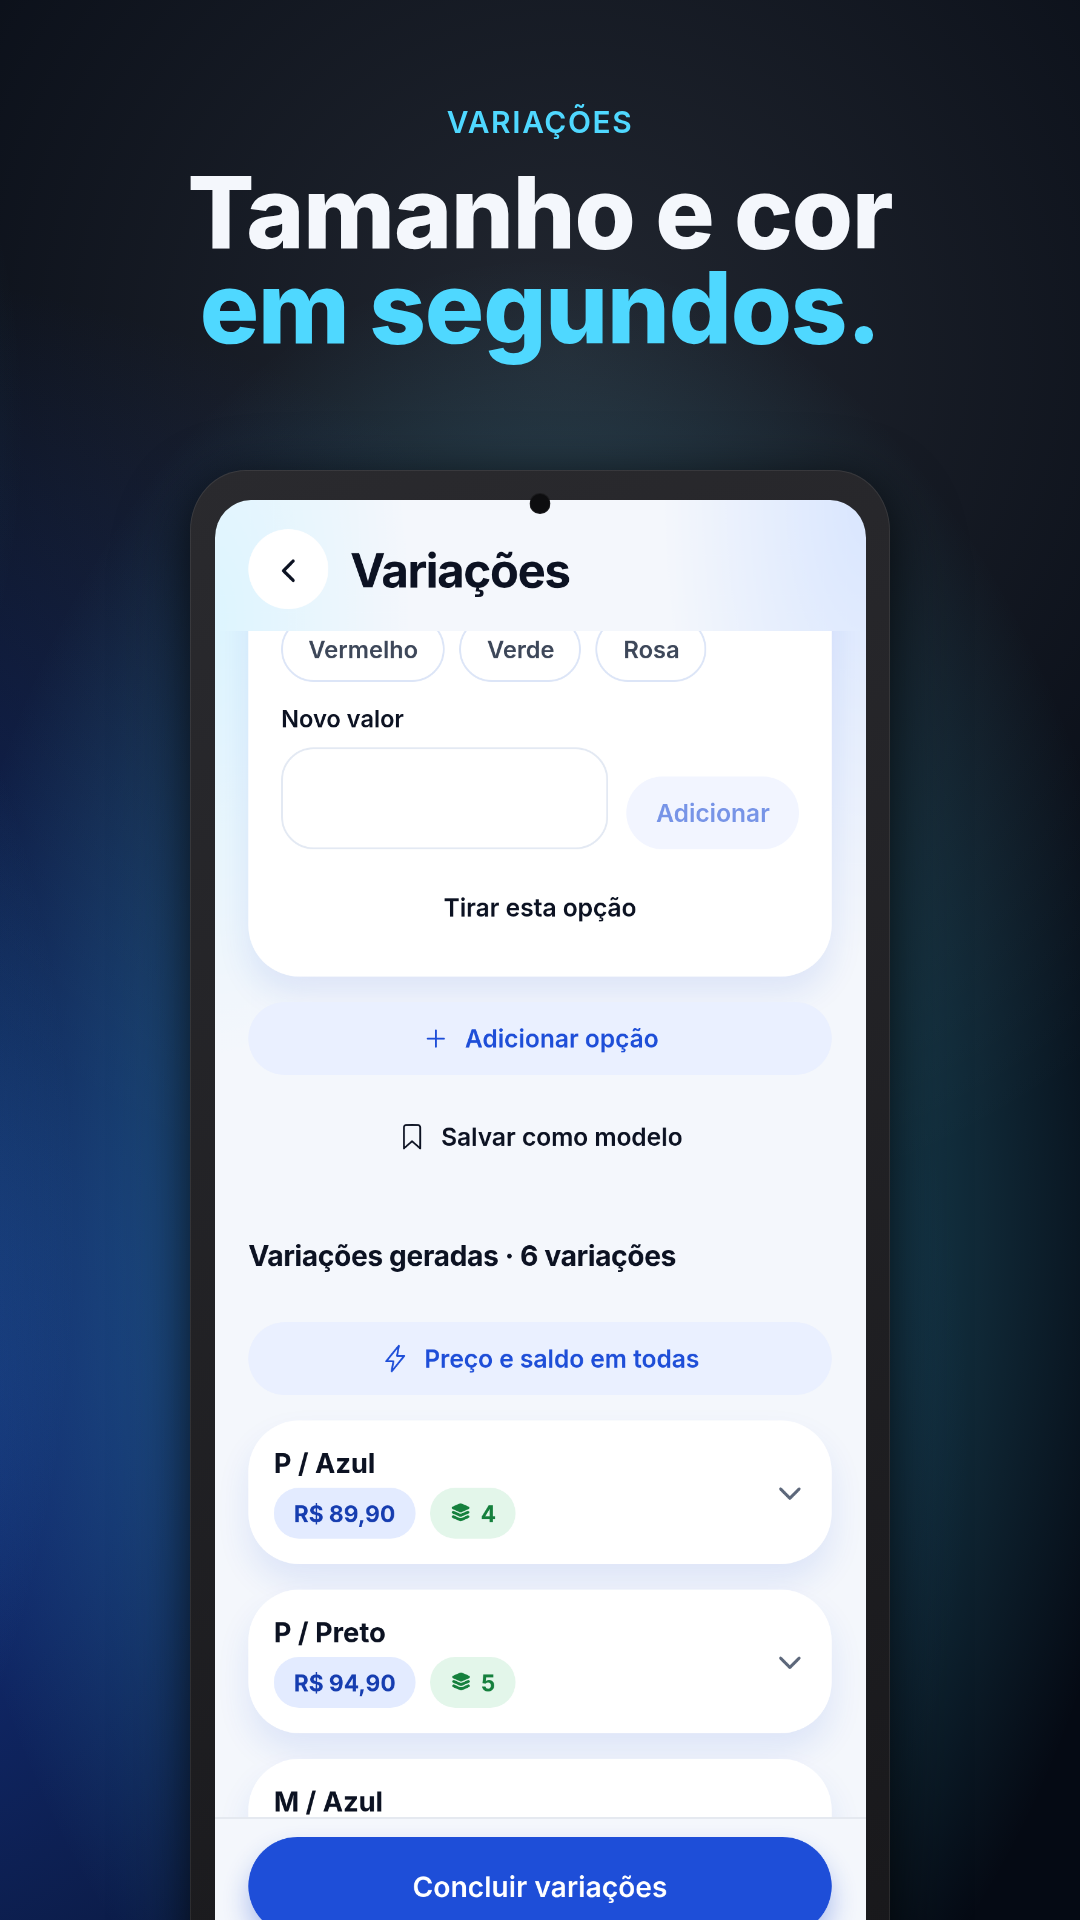 VARIAÇÕES
Tamanho e cor
em segundos.
Variações
Vermelho
Verde
Rosa
Novo valor
Adicionar
Tirar esta opção
Adicionar opção
Salvar como modelo
Variações geradas · 6 variações
Preço e saldo em todas
P / Azul
R$ 89,90
4
P / Preto
R$ 94,90
5
M / Azul
Concluir variações